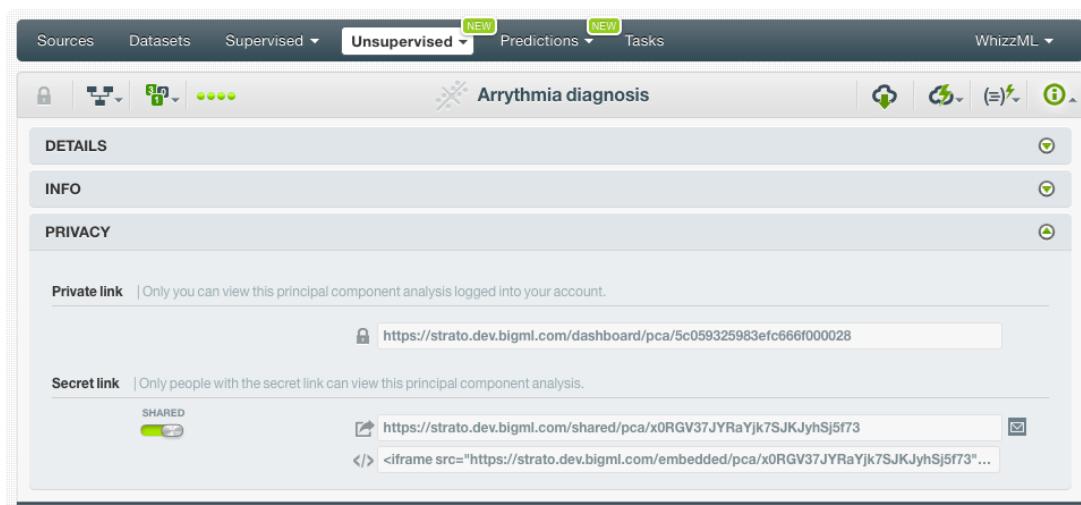 NEW NEW
Sources Datasets Supervised Unsupervised Predictions Tasks WhizzML
Arrythmia diagnosis
DETAILS
INFO
PRIVACY
Private link | Only you can view this principal component analysis logged into your account.
https://strato.dev.bigml.com/dashboard/pca/5c059325983efc666f000028
Secret link | Only people with the secret link can view this principal component analysis.
SHARED
https://strato.dev.bigml.com/shared/pca/x0RGV37JYRaYjk7SJKJyhSj5f73
<iframe src="https://strato.dev.bigml.com/embedded/pca/x0RGV37JYRaYjk7SJKJyhSj5f73"...